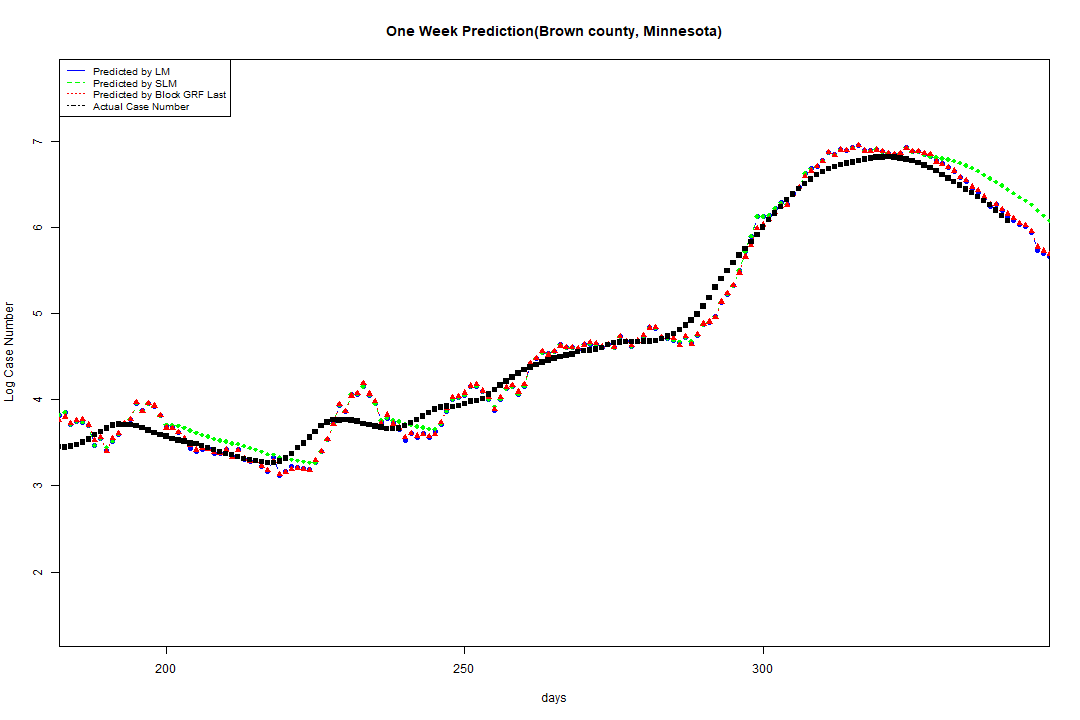 One Week Prediction(Brown county, Minnesota)
Predicted by LM
Predicted by SLM
Predicted by Block GRF Last
Actual Case Number
Log Case Number
7
6
5
4
3
2
200
250
300
days